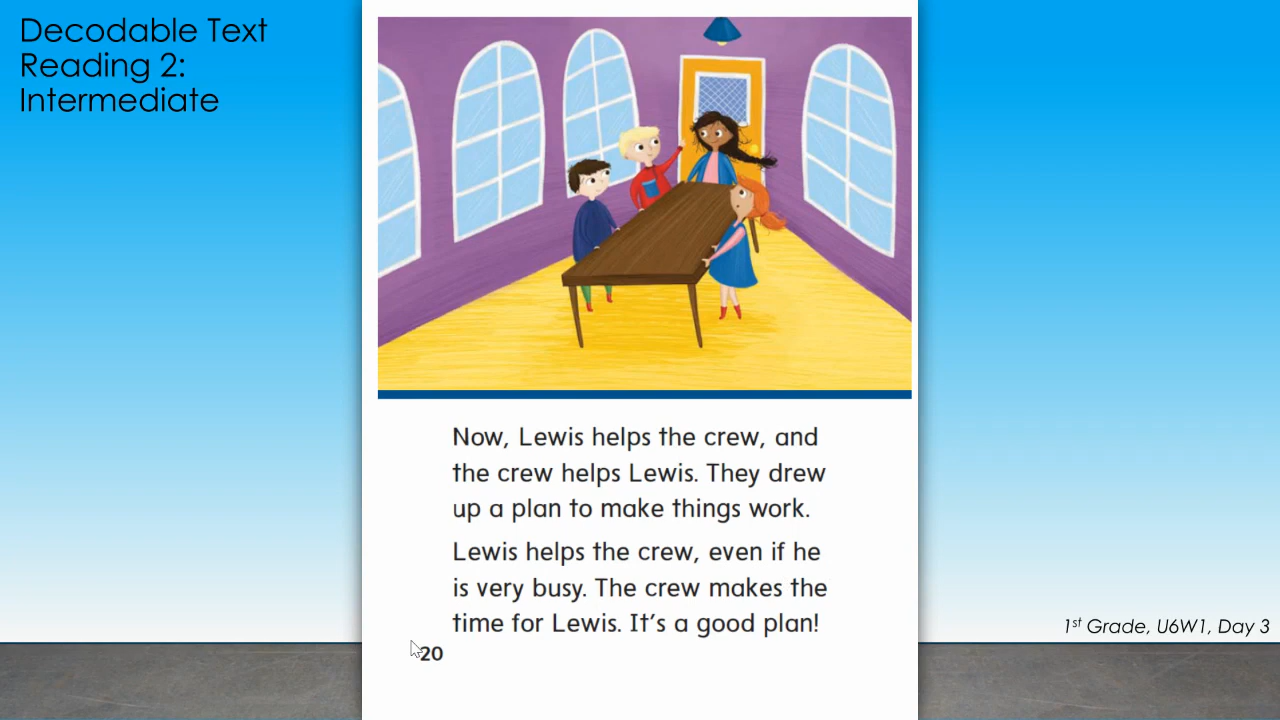 Decodable Text
Reading 2:
Intermediate
Now, Lewis helps the crew, and
the crew helps Lewis. They drew
up a plan to make things work.
Lewis helps the crew, even if he
is very busy. The crew makes the
time for Lewis. It's a good plan!
20
1st Grade, U6W1, Day 3